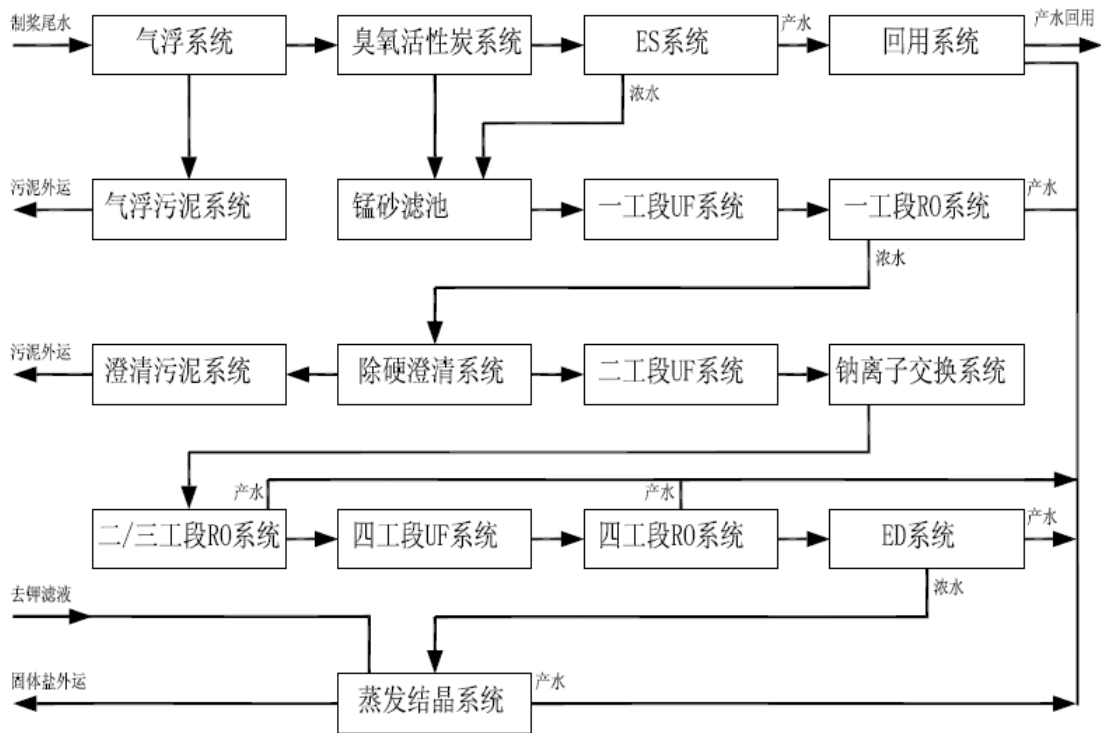 制浆尾水
气浮系统
臭氧活性炭系统
ES系统
产水
回用系统
产水回用
浓水
污泥外运
气浮污泥系统
锰砂滤池
一工段UF系统
一工段RO系统
产水
浓水
污泥外运
澄清污泥系统
除硬澄清系统
二工段UF系统
钠离子交换系统
产水
产水
二/三工段RO系统
四工段UF系统
四工段RO系统
ED系统
产水
浓水
去钾滤液
固体盐外运
蒸发结晶系统
产水